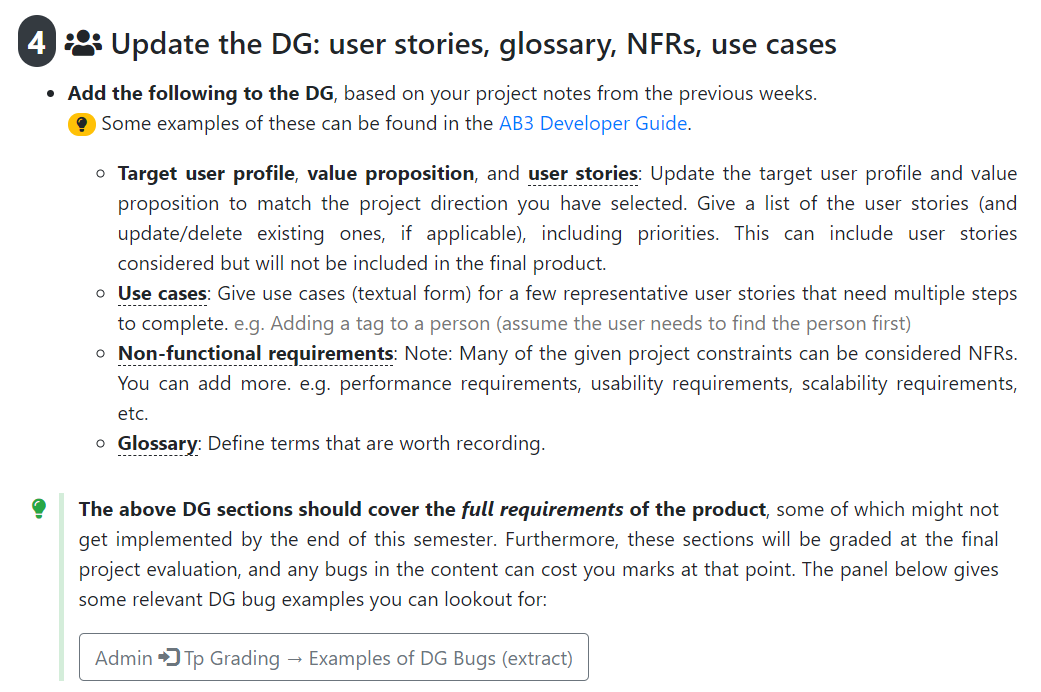 4 Update the DG: user stories, glossary, NFRs, use cases
Add the following to the DG, based on your project notes from the previous weeks.
Some examples of these can be found in the AB3 Developer Guide.
Target user profile, value proposition, and user stories: Update the target user profile and value
proposition to match the project direction you have selected. Give a list of the user stories (and
update/delete existing ones, if applicable), including priorities. This can include user stories
considered but will not be included in the final product.
Use cases: Give use cases (textual form) for a few representative user stories that need multiple steps
to complete. e.g. Adding a tag to a person (assume the user needs to find the person first)
Non-functional requirements: Note: Many of the given project constraints can be considered NFRs.
You can add more. e.g. performance requirements, usability requirements, scalability requirements,
etc.
Glossary: Define terms that are worth recording.
The above DG sections should cover the full requirements of the product, some of which might not
get implemented by the end of this semester. Furthermore, these sections will be graded at the final
project evaluation, and any bugs in the content can cost you marks at that point. The panel below gives
some relevant DG bug examples you can lookout for:
Admin Tp Grading → Examples of DG Bugs (extract)